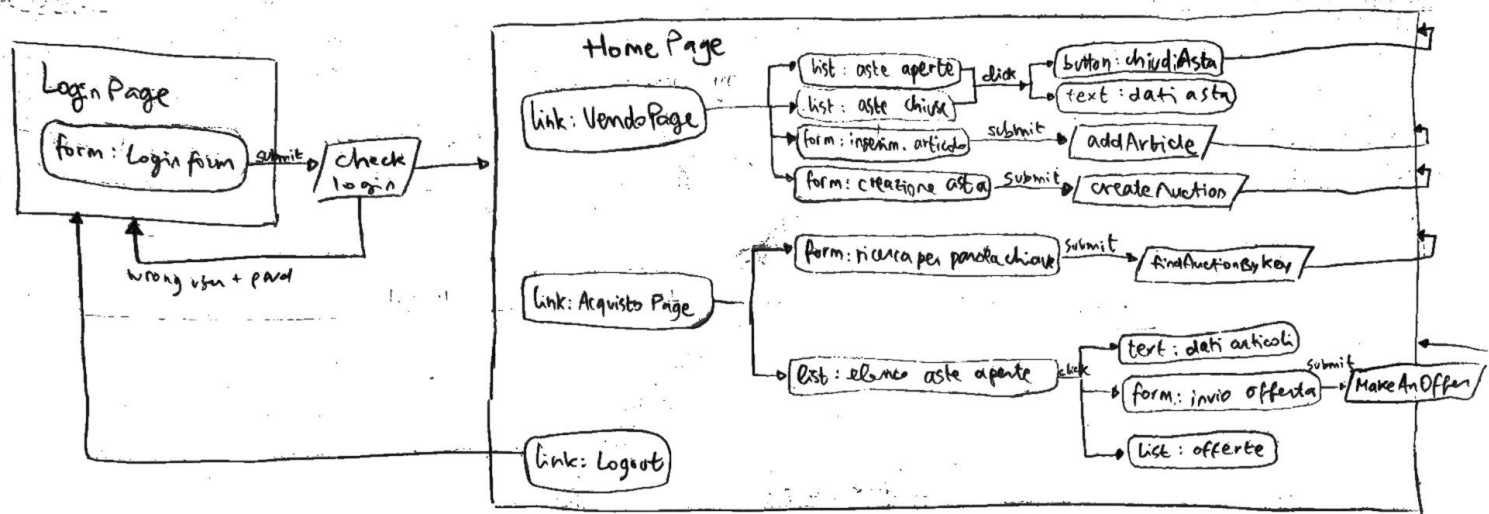 Login Page
form: Login form
submit
check
login
wrong user + pswd
Home Page
link: VendoPage
list: aste aperte
list: aste chiuse
click
button: chiudiAsta
text: dati asta
form: inserim. articolo
submit
addArticle
form: creazione asta
submit
createAuction
link: Acquisto Page
form: ricerca per parola chiave
submit
findAuctionByKey
list: elenco aste aperte
click
text: dati articoli
form: invio offerta
submit
MakeAnOffer
list: offerte
link: Logout